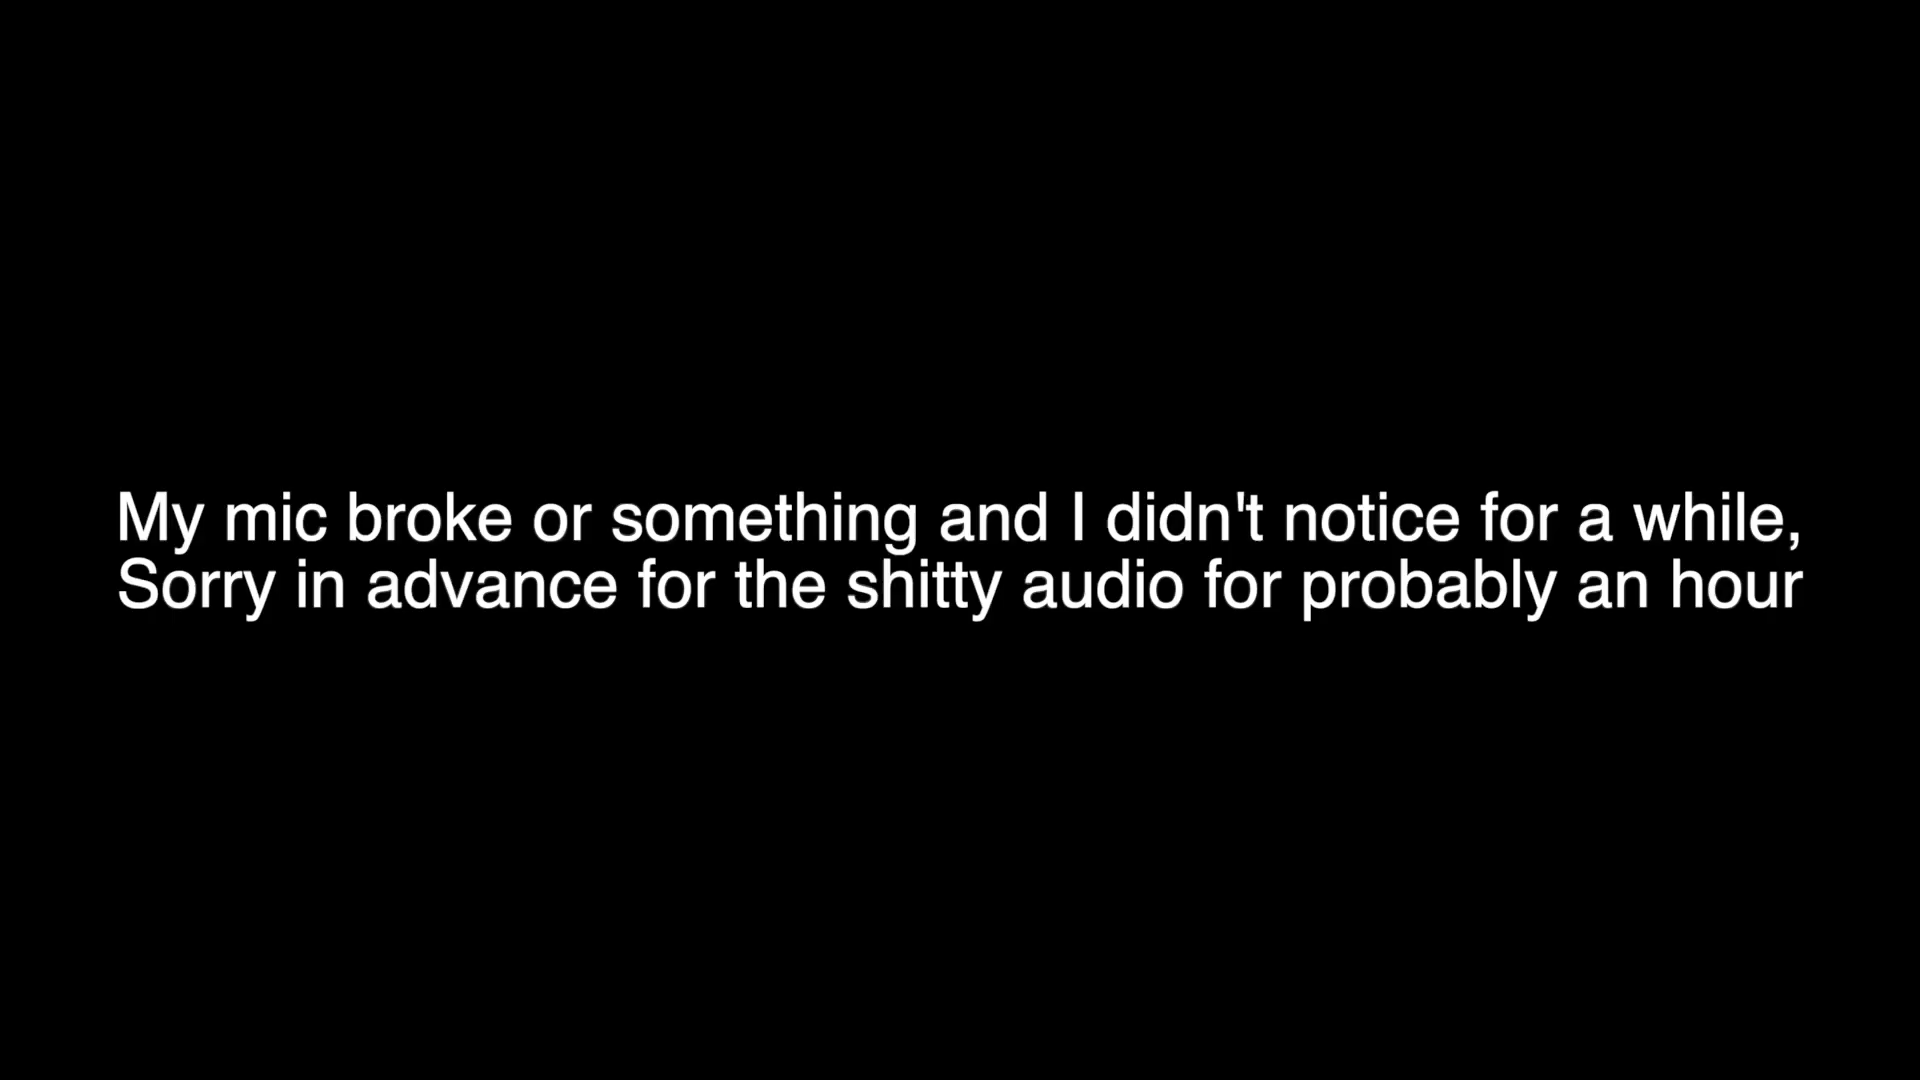 My mic broke or something and I didn't notice for a while,
Sorry in advance for the shitty audio for probably an hour